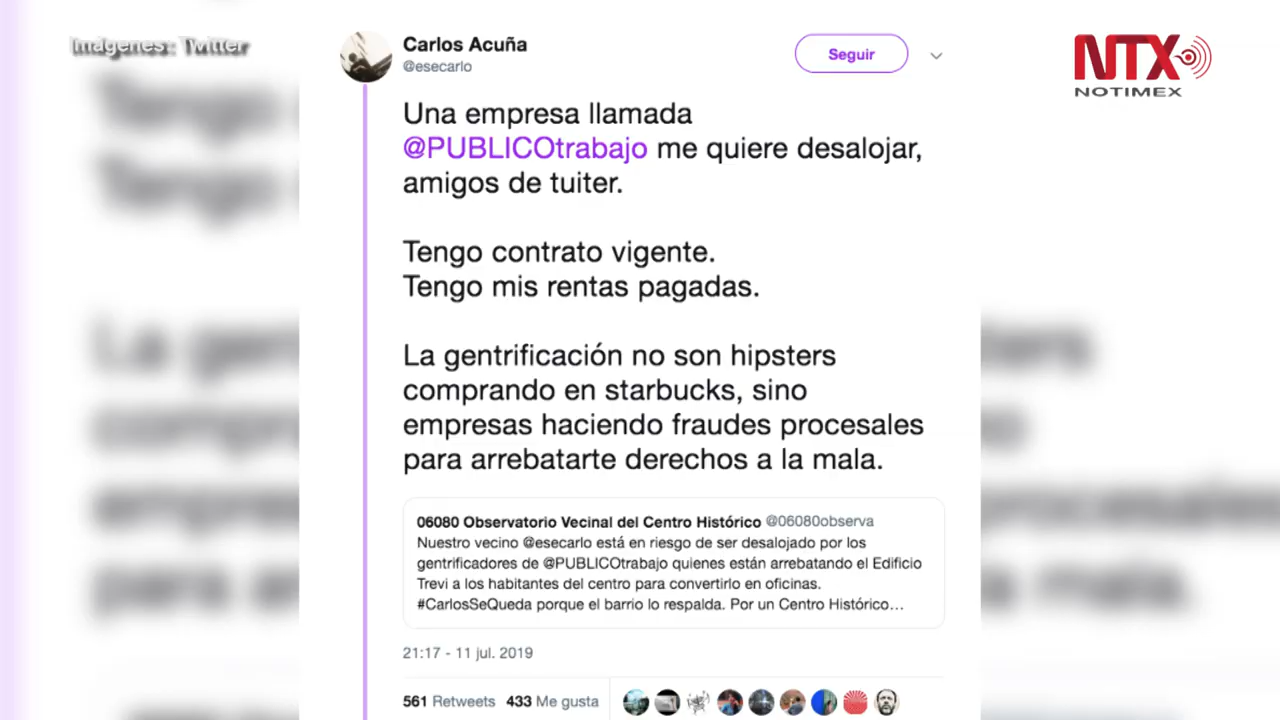 Imágenes: Twitter
NTX
NOTIMEX
Carlos Acuña
@esecarlo
Seguir
Una empresa llamada
@PUBLICOtrabajo me quiere desalojar,
amigos de tuiter.
Tengo contrato vigente.
Tengo mis rentas pagadas.
La gentrificación no son hipsters
comprando en starbucks, sino
empresas haciendo fraudes procesales
para arrebatarte derechos a la mala.
06080 Observatorio Vecinal del Centro Histórico @06080observa
Nuestro vecino @esecarlo está en riesgo de ser desalojado por los
gentrificadores de @PUBLICOtrabajo quienes están arrebatando el Edificio
Trevi a los habitantes del centro para convertirlo en oficinas.
#CarlosSeQueda porque el barrio lo respalda. Por un Centro Histórico…
21:17 - 11 jul. 2019
561 Retweets 433 Me gusta